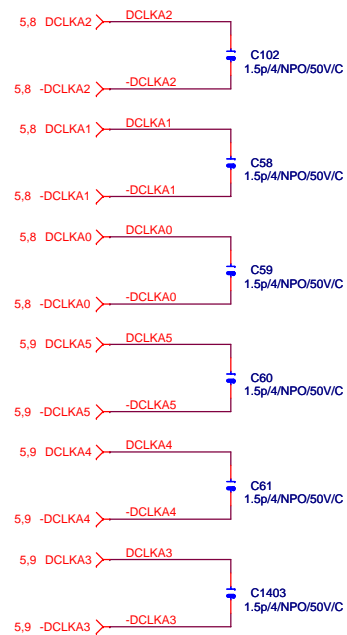 5,8 DCLKA2 DCLKA2
C102
1.5p/4/NPO/50V/C
5,8 -DCLKA2 -DCLKA2
5,8 DCLKA1 DCLKA1
C58
1.5p/4/NPO/50V/C
5,8 -DCLKA1 -DCLKA1
5,8 DCLKA0 DCLKA0
C59
1.5p/4/NPO/50V/C
5,8 -DCLKA0 -DCLKA0
5,9 DCLKA5 DCLKA5
C60
1.5p/4/NPO/50V/C
5,9 -DCLKA5 -DCLKA5
5,9 DCLKA4 DCLKA4
C61
1.5p/4/NPO/50V/C
5,9 -DCLKA4 -DCLKA4
5,9 DCLKA3 DCLKA3
C1403
1.5p/4/NPO/50V/C
5,9 -DCLKA3 -DCLKA3